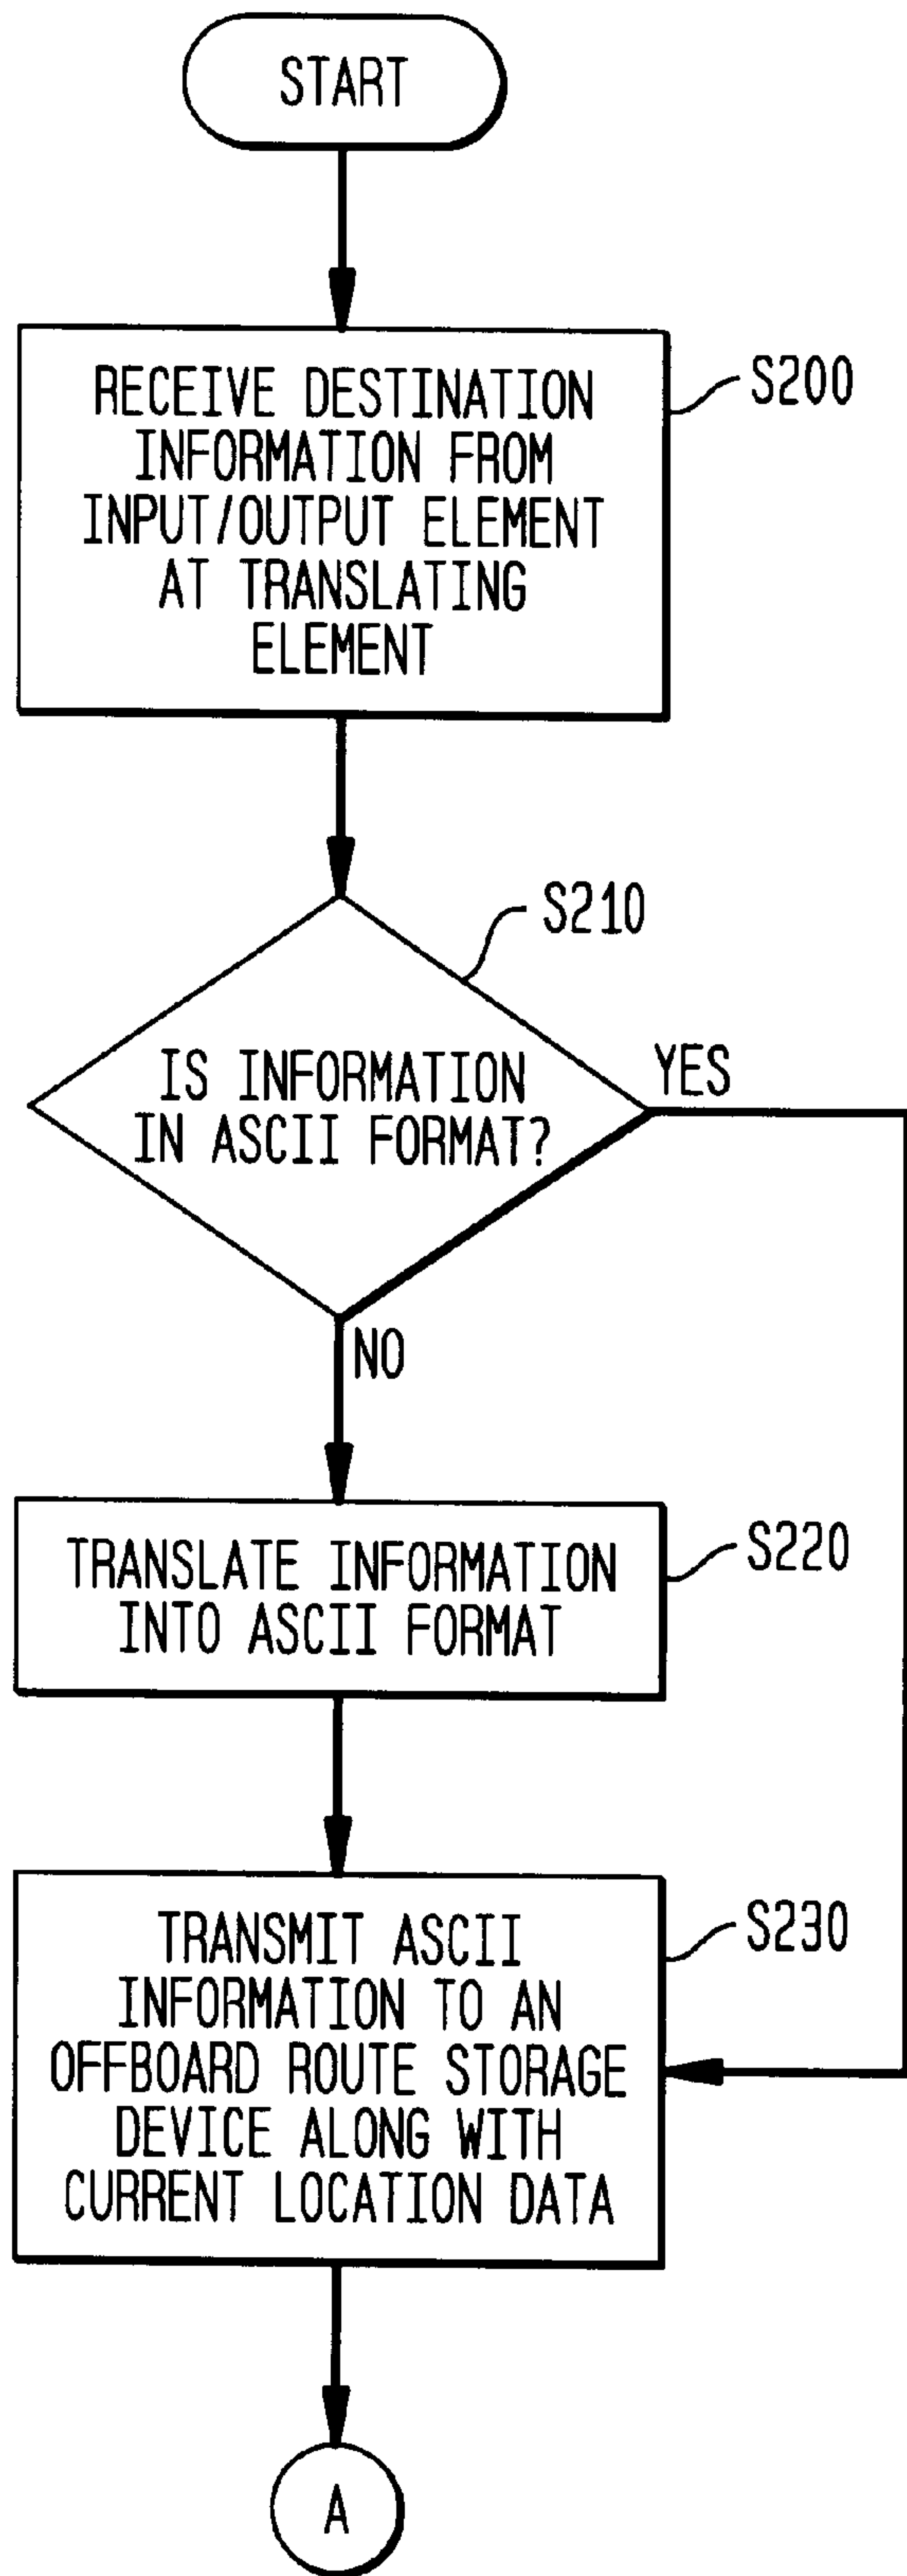 START
RECEIVE DESTINATION
INFORMATION FROM
INPUT/OUTPUT ELEMENT
AT TRANSLATING
ELEMENT
S200
S210
IS INFORMATION
IN ASCII FORMAT?
YES
NO
TRANSLATE INFORMATION
INTO ASCII FORMAT
S220
TRANSMIT ASCII
INFORMATION TO AN
OFFBOARD ROUTE STORAGE
DEVICE ALONG WITH
CURRENT LOCATION DATA
S230
A